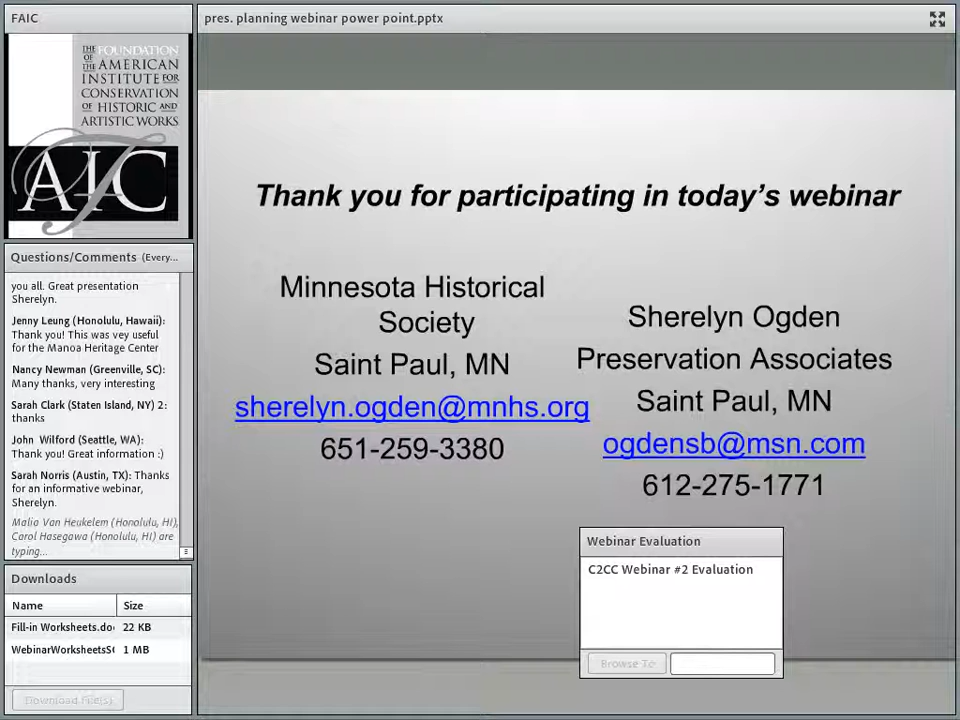 FAIC
pres. planning webinar power point.pptx
THE FOUNDATION
OF THE AMERICAN
INSTITUTE FOR
CONSERVATION
OF HISTORIC AND
ARTISTIC WORKS
FAIC
Thank you for participating in today's webinar
Minnesota Historical
Society
Saint Paul, MN
sherelyn.ogden@mnhs.org
651-259-3380
Sherelyn Ogden
Preservation Associates
Saint Paul, MN
ogdensb@msn.com
612-275-1771
Questions/Comments (Every...
you all. Great presentation
Sherelyn.
Jenny Leung (Honolulu, Hawaii):
Thank you! This was vey useful
for the Manoa Heritage Center
Nancy Newman (Greenville, SC):
Many thanks, very interesting
Sarah Clark (Staten Island, NY) 2:
thanks
John Wilford (Seattle, WA):
Thank you! Great information :)
Sarah Norris (Austin, TX): Thanks
for an informative webinar,
Sherelyn.
Malia Van Heukelem (Honolulu, HI),
Carol Hasegawa (Honolulu, HI) are
typing...
Downloads
Name Size
Fill-in Worksheets.do 22 KB
WebinarWorksheetsS 1 MB
Download File(s)
Webinar Evaluation
C2CC Webinar #2 Evaluation
Browse To